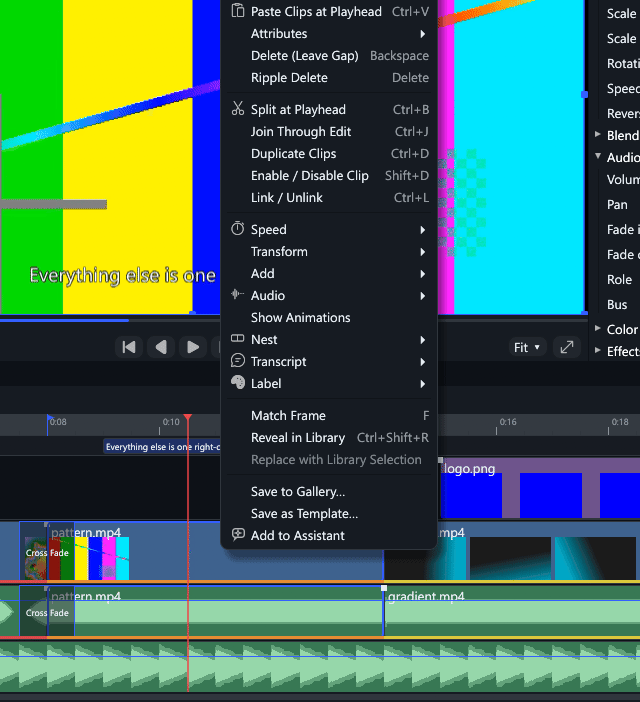 Paste Clips at Playhead Ctrl+V
Attributes
Delete (Leave Gap) Backspace
Ripple Delete Delete
Split at Playhead Ctrl+B
Join Through Edit Ctrl+J
Duplicate Clips Ctrl+D
Enable / Disable Clip Shift+D
Link / Unlink Ctrl+L
Speed
Transform
Add
Audio
Show Animations
Nest
Transcript
Label
Match Frame F
Reveal in Library Ctrl+Shift+R
Replace with Library Selection
Save to Gallery...
Save as Template...
Add to Assistant
Scale
Scale
Rotati
Speed
Revers
Blend
Audio
Volum
Pan
Fade i
Fade o
Role
Bus
Color
Effect
Everything else is one
Fit
0:08 0:10 0:16 0:18
Everything else is one right-c
logo.png
pattern.mp4
Cross Fade
mp4
pattern.mp4
Cross Fade
gradient.mp4